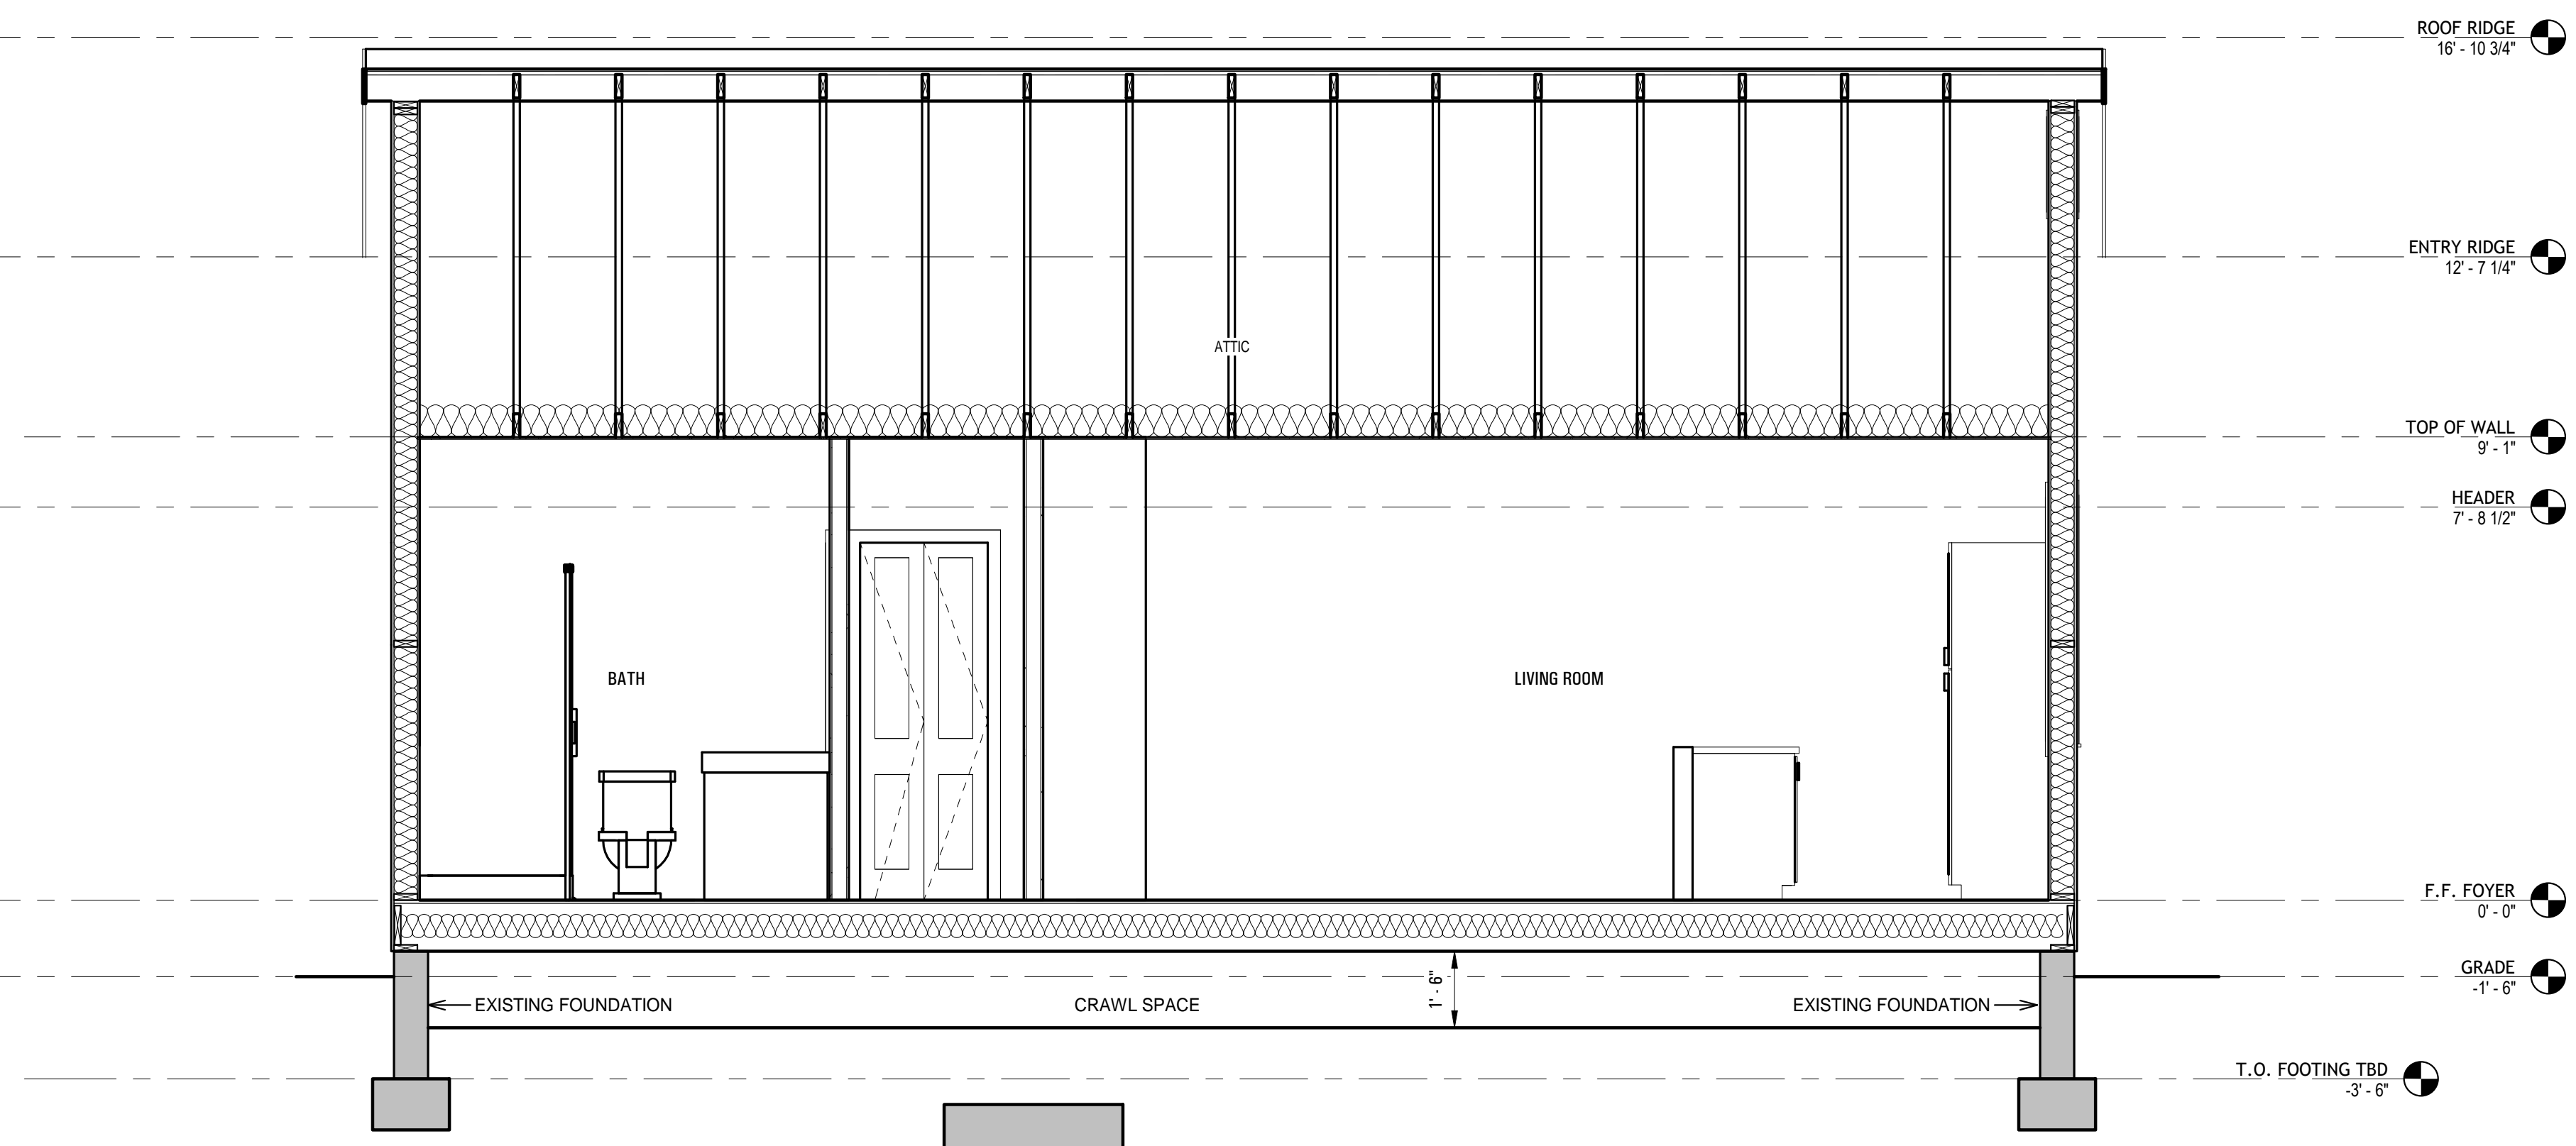 ROOF RIDGE
16' - 10 3/4"
ENTRY RIDGE
12' - 7 1/4"
ATTIC
TOP OF WALL
9' - 1"
HEADER
7' - 8 1/2"
BATH
LIVING ROOM
F.F. FOYER
0' - 0"
GRADE
-1' - 6"
1' - 6"
EXISTING FOUNDATION
CRAWL SPACE
EXISTING FOUNDATION
T.O. FOOTING TBD
-3' - 6"